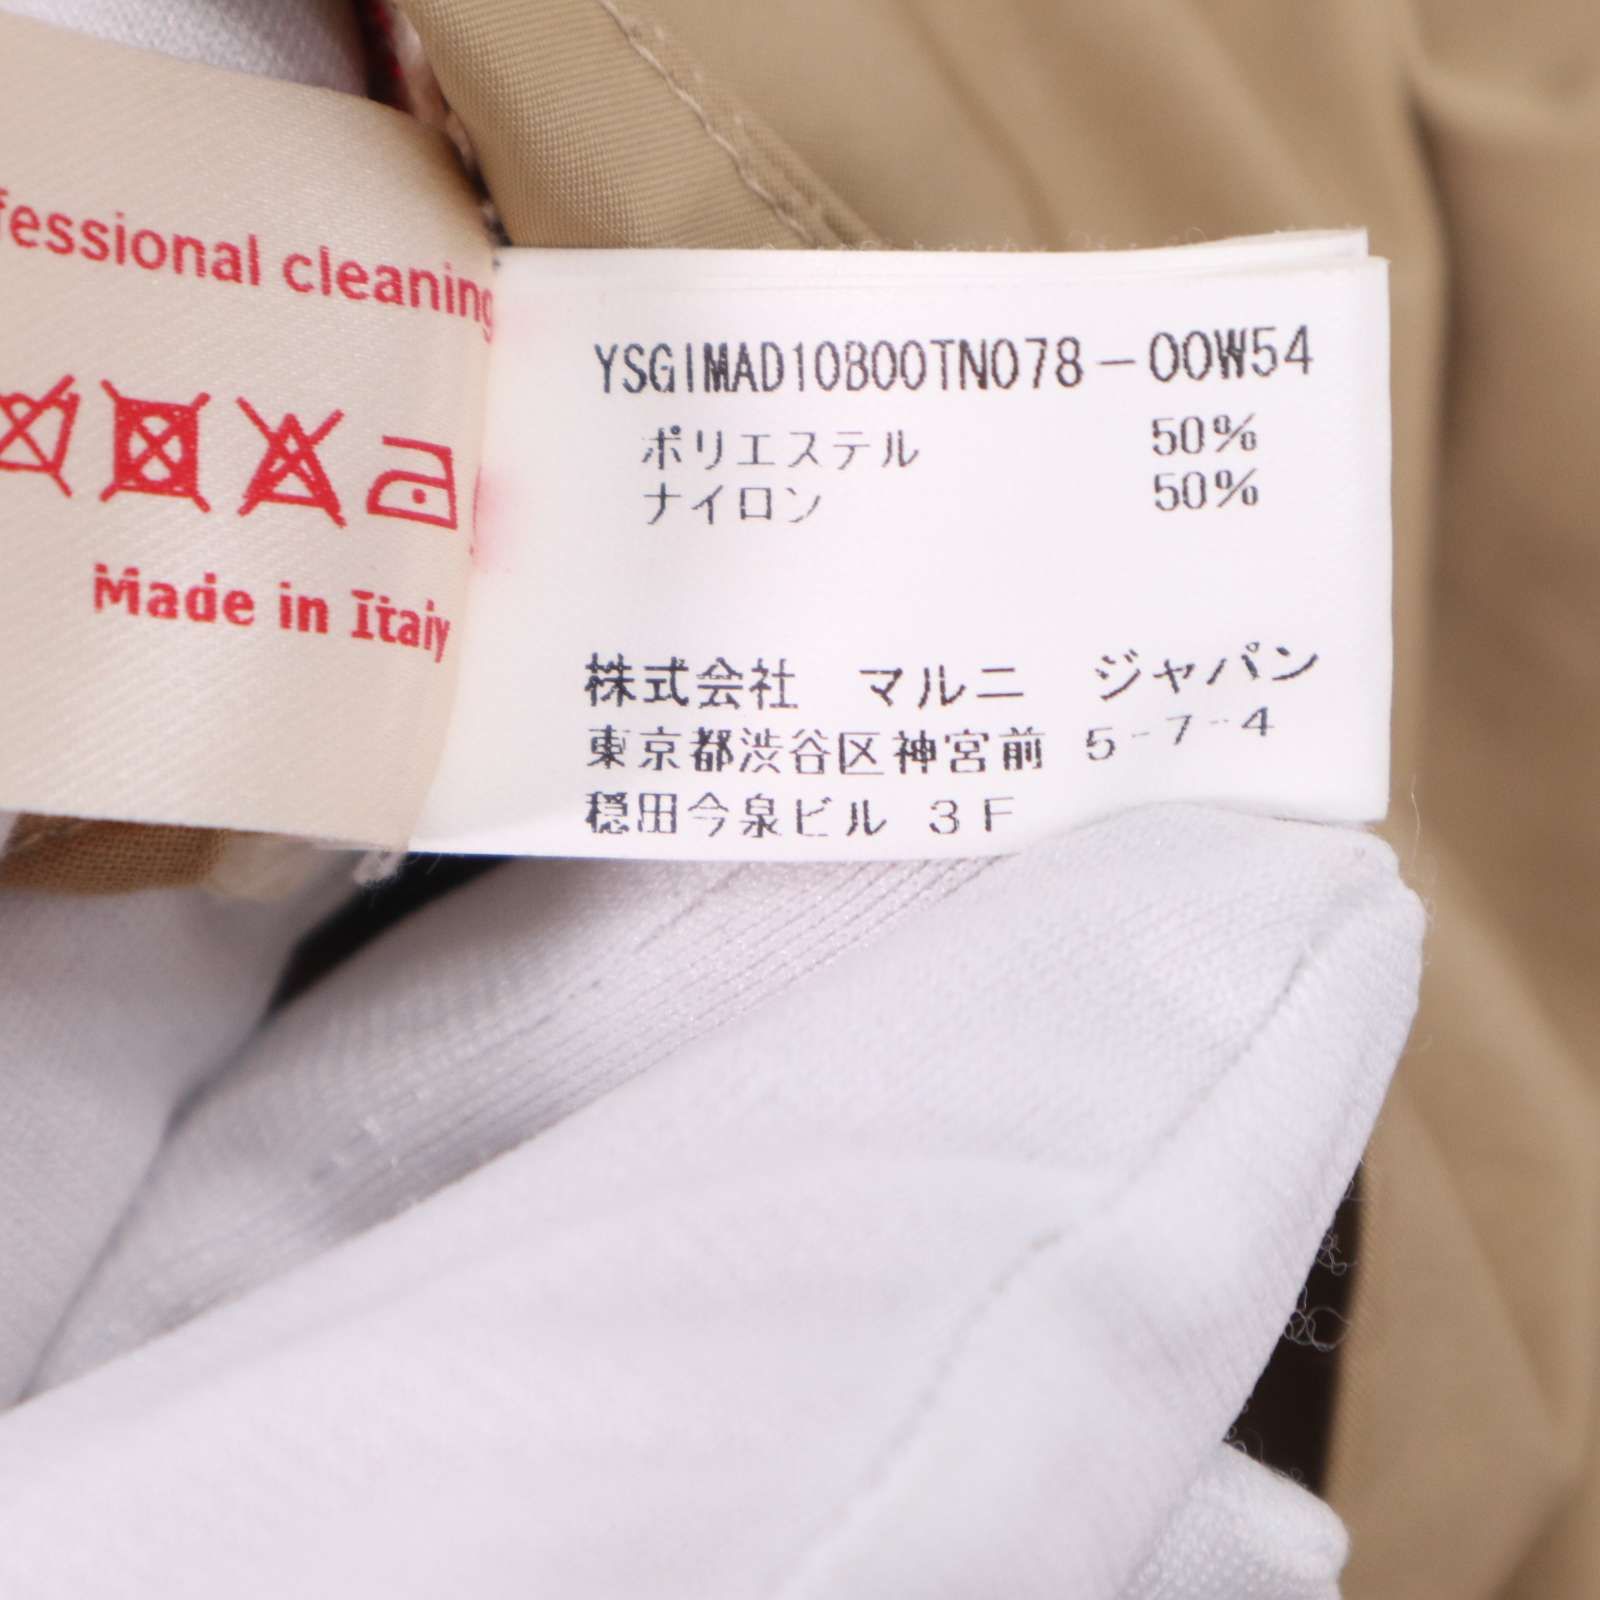 fessional cleaning
Made in Italy
YSGIMAD10B00TN078-00W54
ポリエステル 50%
ナイロン 50%
株式会社 マルニ ジャパン
東京都渋谷区神宮前 5-7-4
穏田今泉ビル 3F